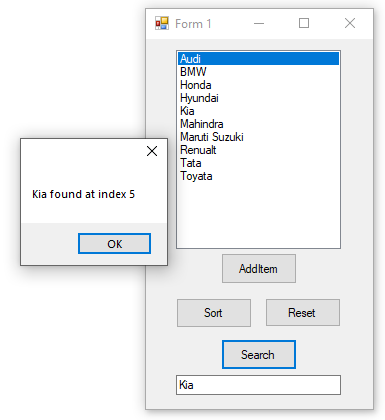 Form 1
Audi
BMW
Honda
Hyundai
Kia
Mahindra
Maruti Suzuki
Renualt
Tata
Toyata
Kia found at index 5
OK
AddItem
Sort Reset
Search
Kia